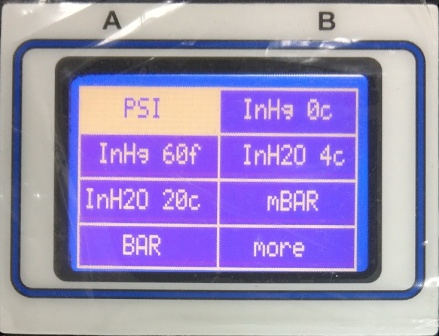 A B
PSI InHg 0c
InHg 60f InH2O 4c
InH2O 20c mBAR
BAR more